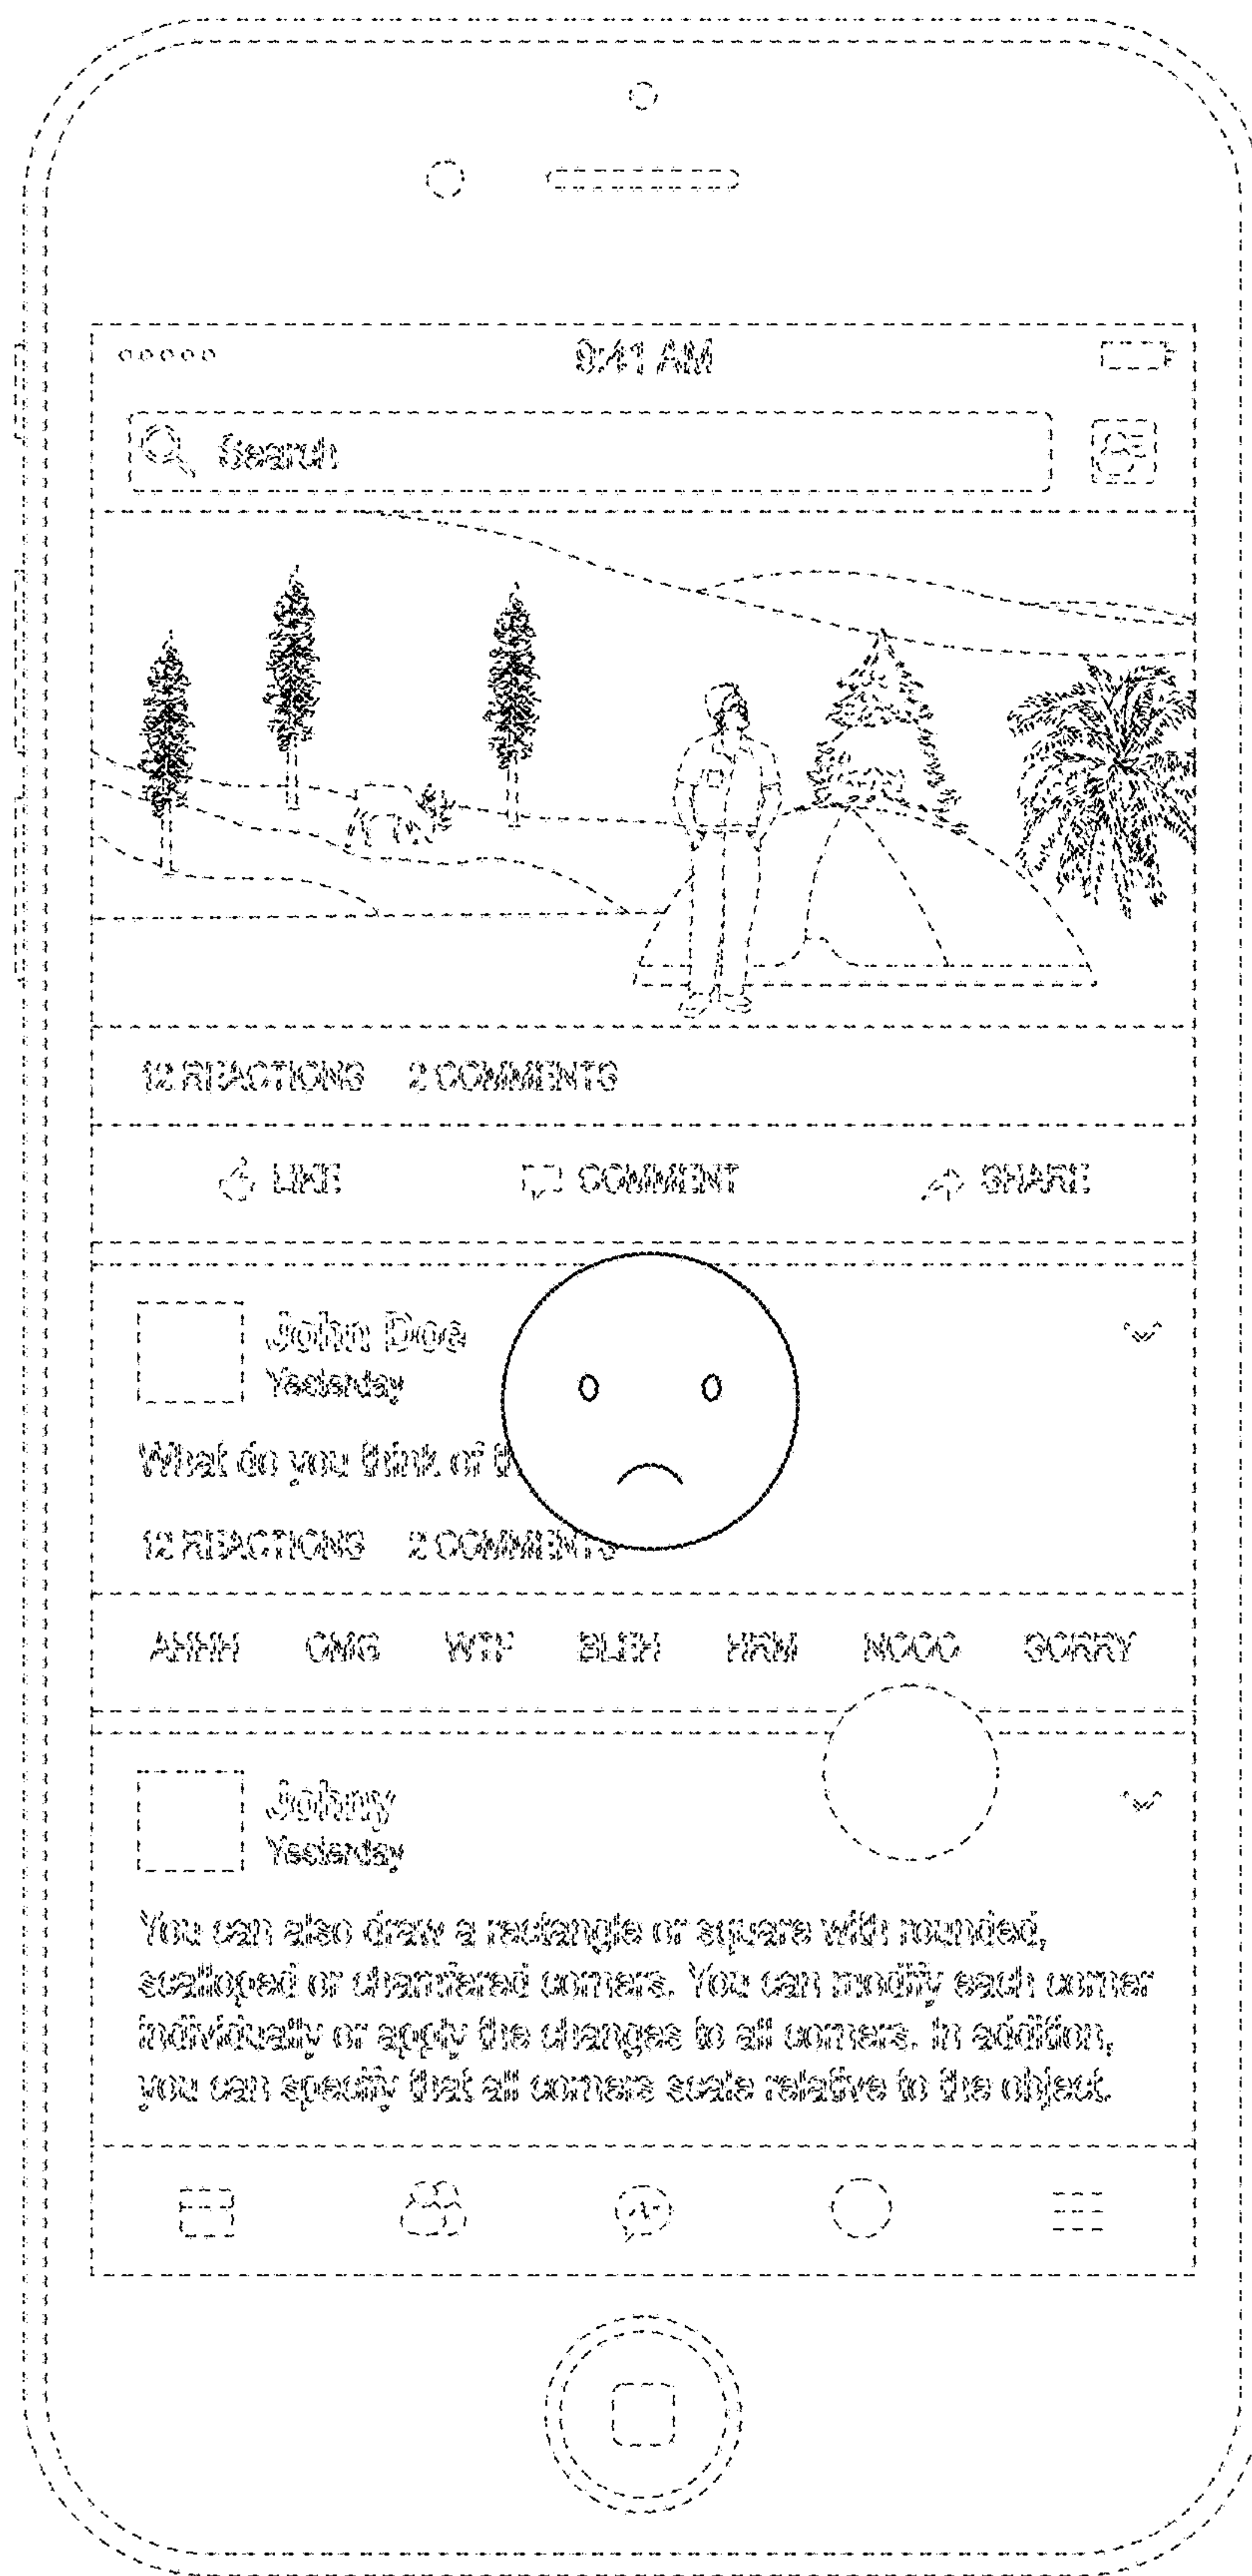 9:41 AM
Search
12 REACTIONS 2 COMMENTS
LIKE COMMENT SHARE
John Doe
Yesterday
What do you think of th
12 REACTIONS 2 COMMENTS
AHHH OMG WTF BLEH HRM NOOO SORRY
Johny
Yesterday
You can also draw a rectangle or square with rounded,
scalloped or chamfered corners. You can modify each corner
individually or apply the changes to all corners. In addition,
you can specify that all corners scale relative to the object.